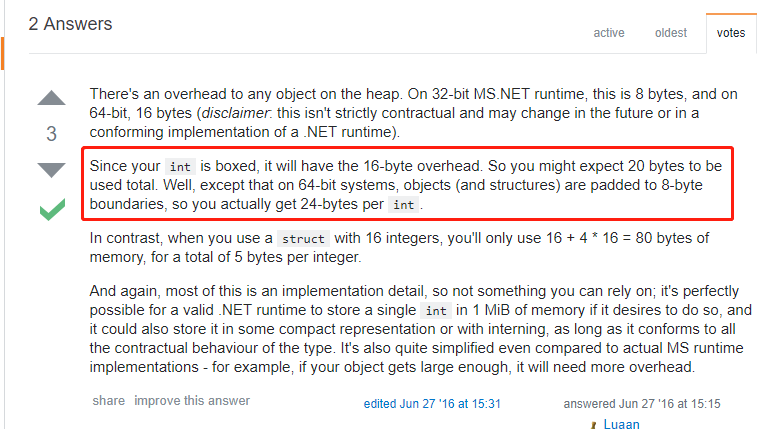 2 Answers
active
oldest
votes
There's an overhead to any object on the heap. On 32-bit MS.NET runtime, this is 8 bytes, and on
64-bit, 16 bytes (disclaimer: this isn't strictly contractual and may change in the future or in a
conforming implementation of a .NET runtime).
3
Since your int is boxed, it will have the 16-byte overhead. So you might expect 20 bytes to be
used total. Well, except that on 64-bit systems, objects (and structures) are padded to 8-byte
boundaries, so you actually get 24-bytes per int .
In contrast, when you use a struct with 16 integers, you'll only use 16 + 4 * 16 = 80 bytes of
memory, for a total of 5 bytes per integer.
And again, most of this is an implementation detail, so not something you can rely on; it's perfectly
possible for a valid .NET runtime to store a single int in 1 MiB of memory if it desires to do so, and
it could also store it in some compact representation or with interning, as long as it conforms to all
the contractual behaviour of the type. It's also quite simplified even compared to actual MS runtime
implementations - for example, if your object gets large enough, it will need more overhead.
share improve this answer
edited Jun 27 '16 at 15:31
answered Jun 27 '16 at 15:15
Luaan